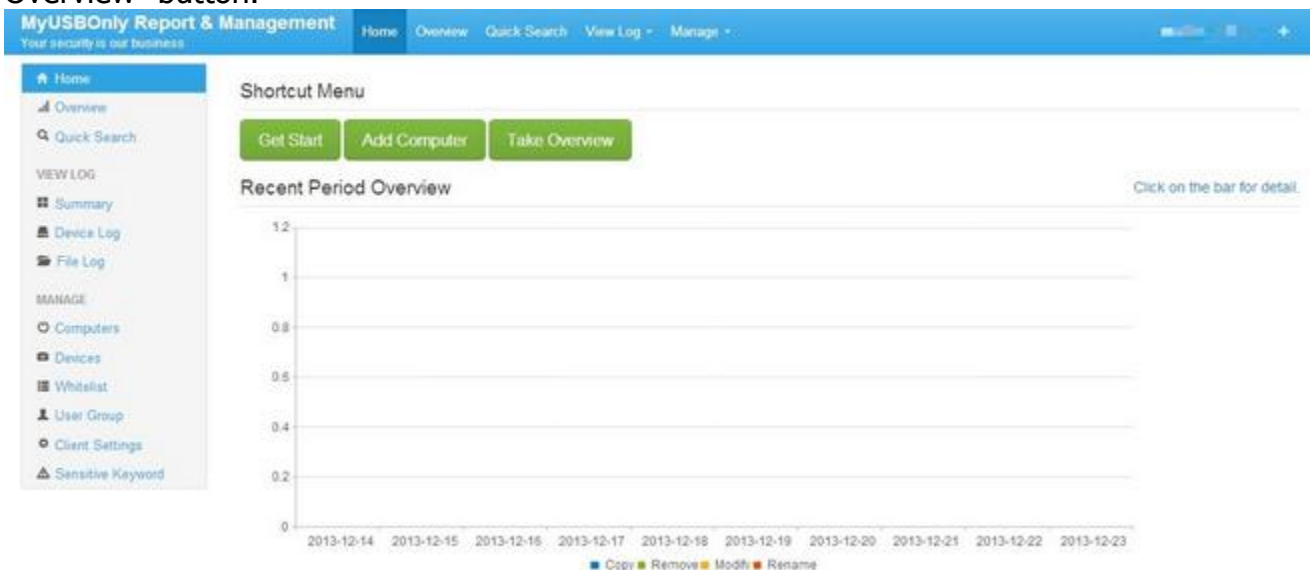 Overview" button.
MyUSBOnly Report & Management
Your security is our business
Home Overview Quick Search View Log Manage
Home
Overview
Quick Search
VIEW LOG
Summary
Device Log
File Log
MANAGE
Computers
Devices
Whitelist
User Group
Client Settings
Sensitive Keyword
Shortcut Menu
Get Start Add Computer Take Overview
Recent Period Overview Click on the bar for detail.
1.2
1
0.8
0.6
0.4
0.2
0
2013-12-14 2013-12-15 2013-12-16 2013-12-17 2013-12-18 2013-12-19 2013-12-20 2013-12-21 2013-12-22 2013-12-23
Copy Remove Modify Rename